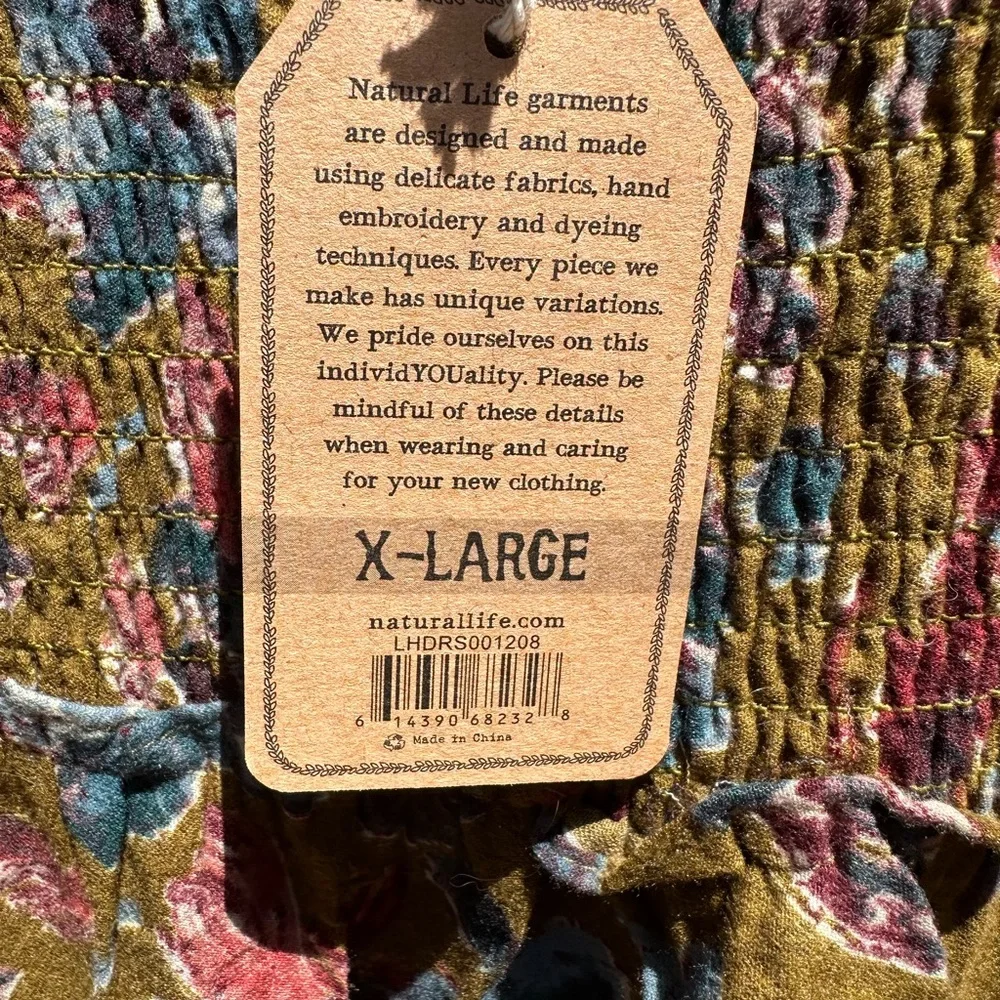 Natural Life garments
are designed and made
using delicate fabrics, hand
embroidery and dyeing
techniques. Every piece we
make has unique variations.
We pride ourselves on this
individYOUality. Please be
mindful of these details
when wearing and caring
for your new clothing.
X-LARGE
naturallife.com
LHDRS001208
6 14390 68232 8
Made in China